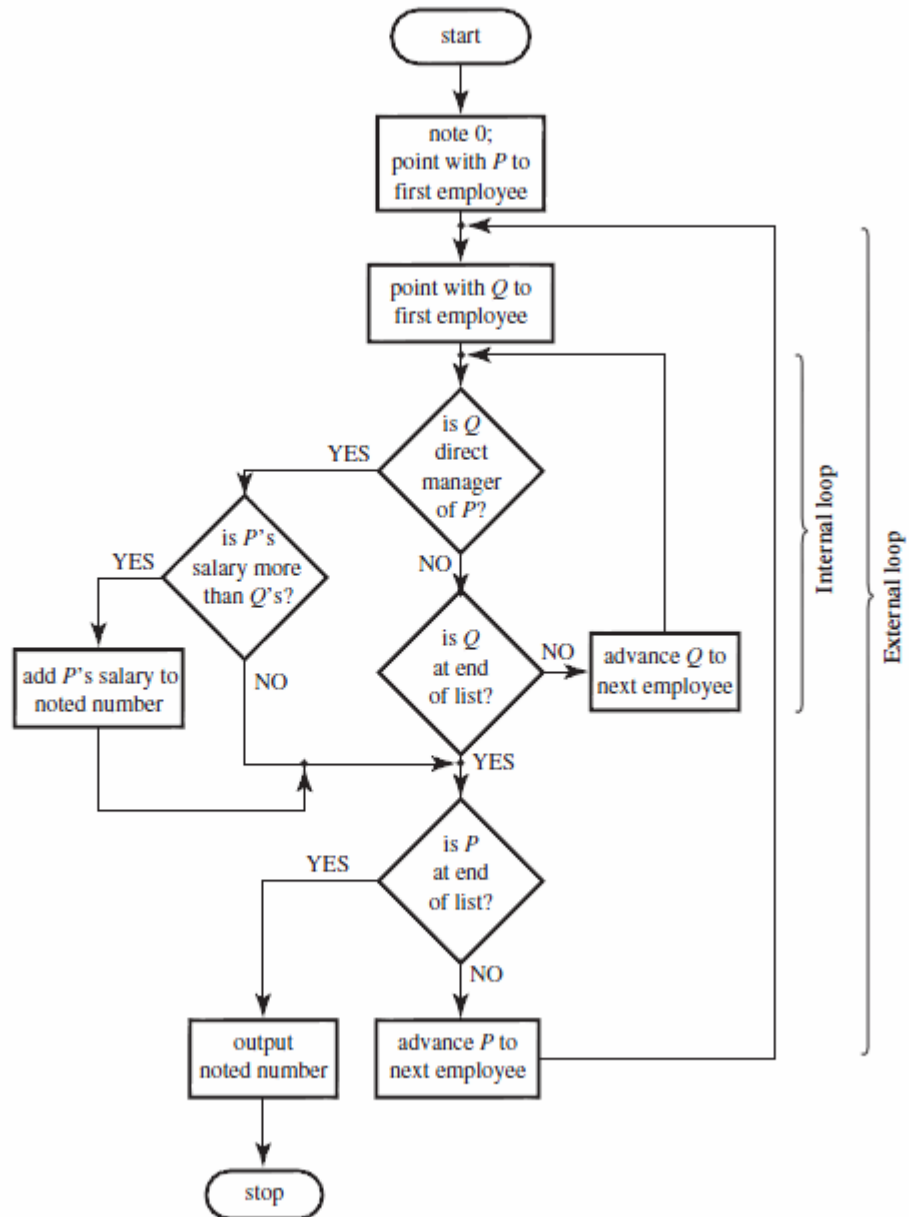 start
note 0;
point with P to
first employee
point with Q to
first employee
is Q
direct
manager
of P?
YES
NO
is P's
salary more
than Q's?
YES
NO
add P's salary to
noted number
is Q
at end
of list?
NO
YES
advance Q to
next employee
is P
at end
of list?
YES
NO
output
noted number
advance P to
next employee
stop
Internal loop
External loop